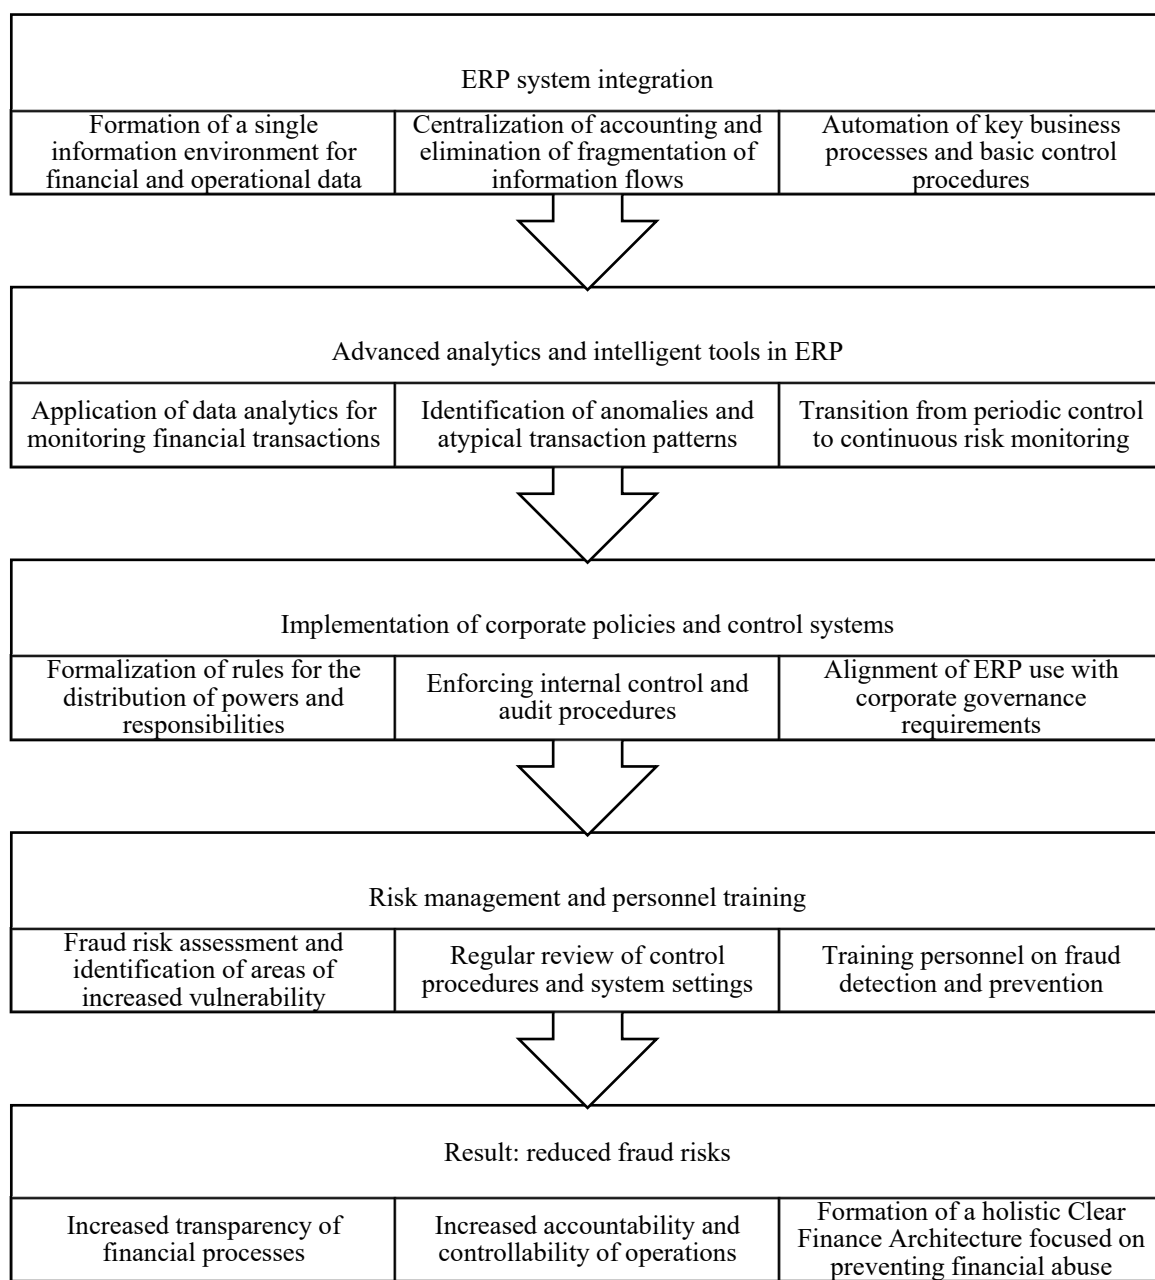 ERP system integration
Formation of a single
information environment for
financial and operational data
Centralization of accounting and
elimination of fragmentation of
information flows
Automation of key business
processes and basic control
procedures
Advanced analytics and intelligent tools in ERP
Application of data analytics for
monitoring financial transactions
Identification of anomalies and
atypical transaction patterns
Transition from periodic control
to continuous risk monitoring
Implementation of corporate policies and control systems
Formalization of rules for the
distribution of powers and
responsibilities
Enforcing internal control and
audit procedures
Alignment of ERP use with
corporate governance
requirements
Risk management and personnel training
Fraud risk assessment and
identification of areas of
increased vulnerability
Regular review of control
procedures and system settings
Training personnel on fraud
detection and prevention
Result: reduced fraud risks
Increased transparency of
financial processes
Increased accountability and
controllability of operations
Formation of a holistic Clear
Finance Architecture focused on
preventing financial abuse